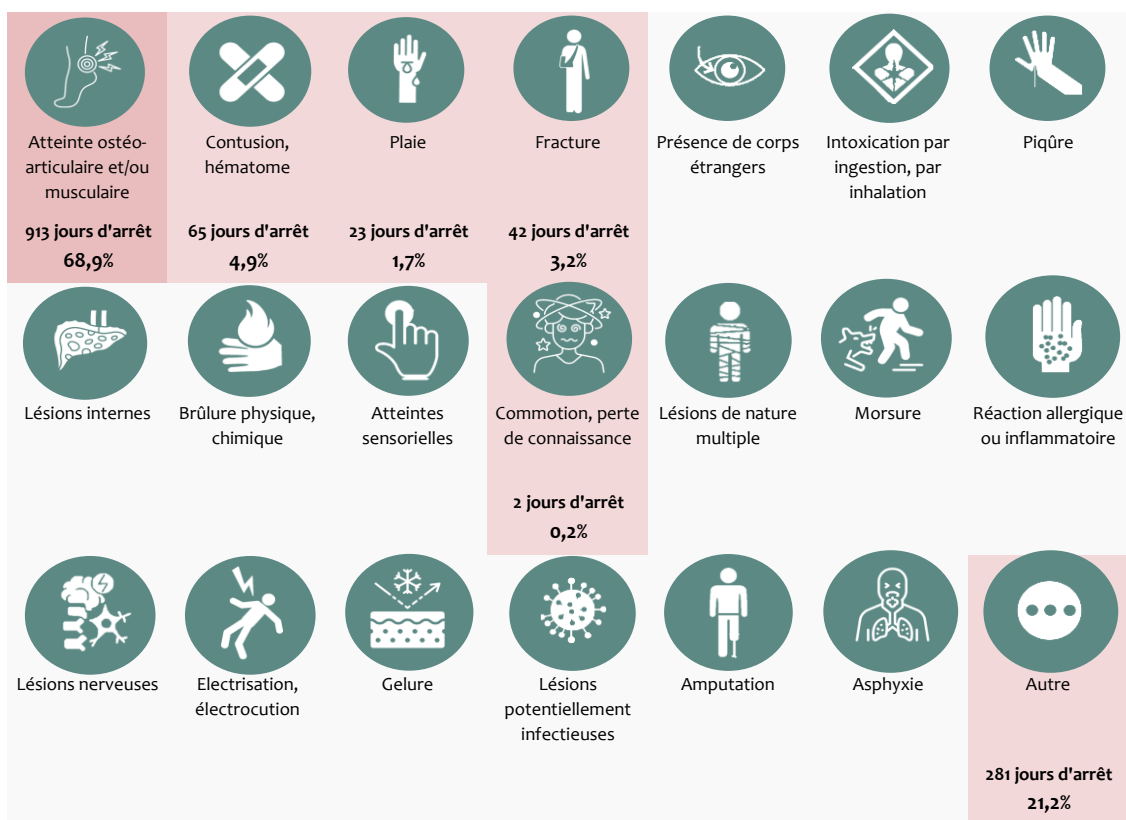 Atteinte ostéo-
articulaire et/ou
musculaire
913 jours d'arrêt
68,9%
Contusion,
hématome
65 jours d'arrêt
4,9%
Plaie
23 jours d'arrêt
1,7%
Fracture
42 jours d'arrêt
3,2%
Présence de corps
étrangers
Intoxication par
ingestion, par
inhalation
Piqûre
Lésions internes
Brûlure physique,
chimique
Atteintes
sensorielles
Commotion, perte
de connaissance
2 jours d'arrêt
0,2%
Lésions de nature
multiple
Morsure
Réaction allergique
ou inflammatoire
Lésions nerveuses
Electrisation,
électrocution
Gelure
Lésions
potentiellement
infectieuses
Amputation
Asphyxie
Autre
281 jours d'arrêt
21,2%